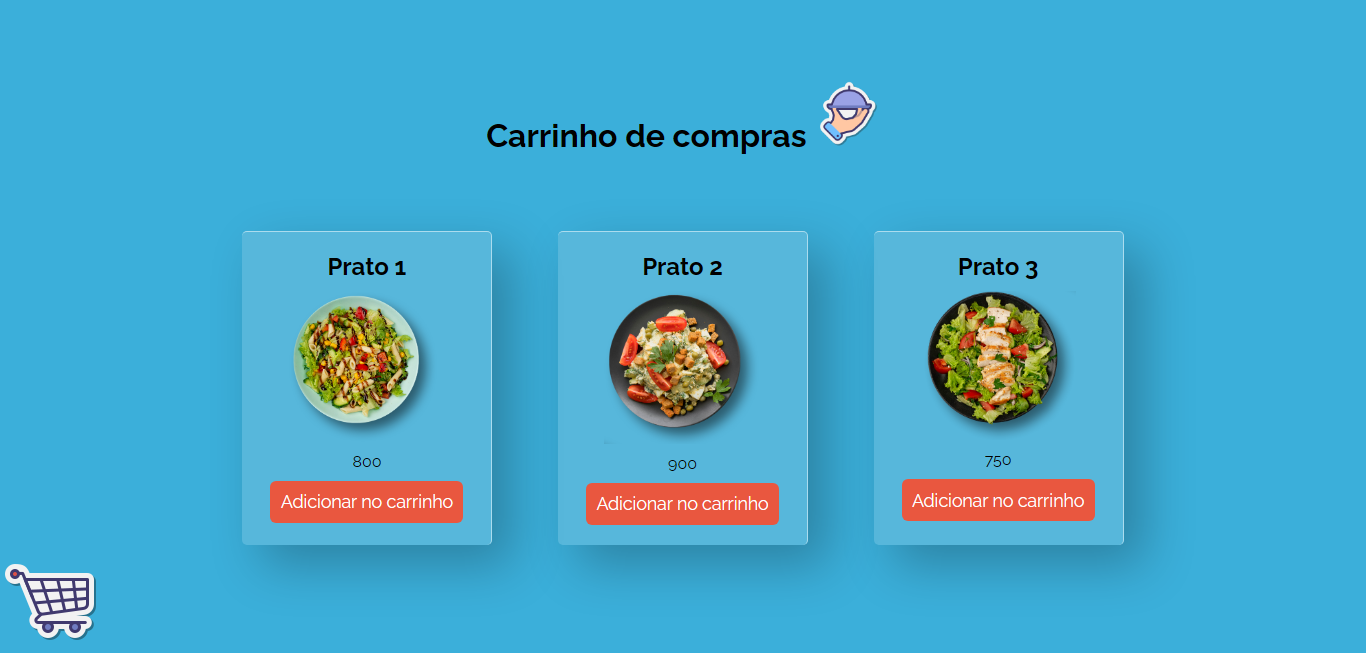 Carrinho de compras
Prato 1
800
Adicionar no carrinho
Prato 2
900
Adicionar no carrinho
Prato 3
750
Adicionar no carrinho